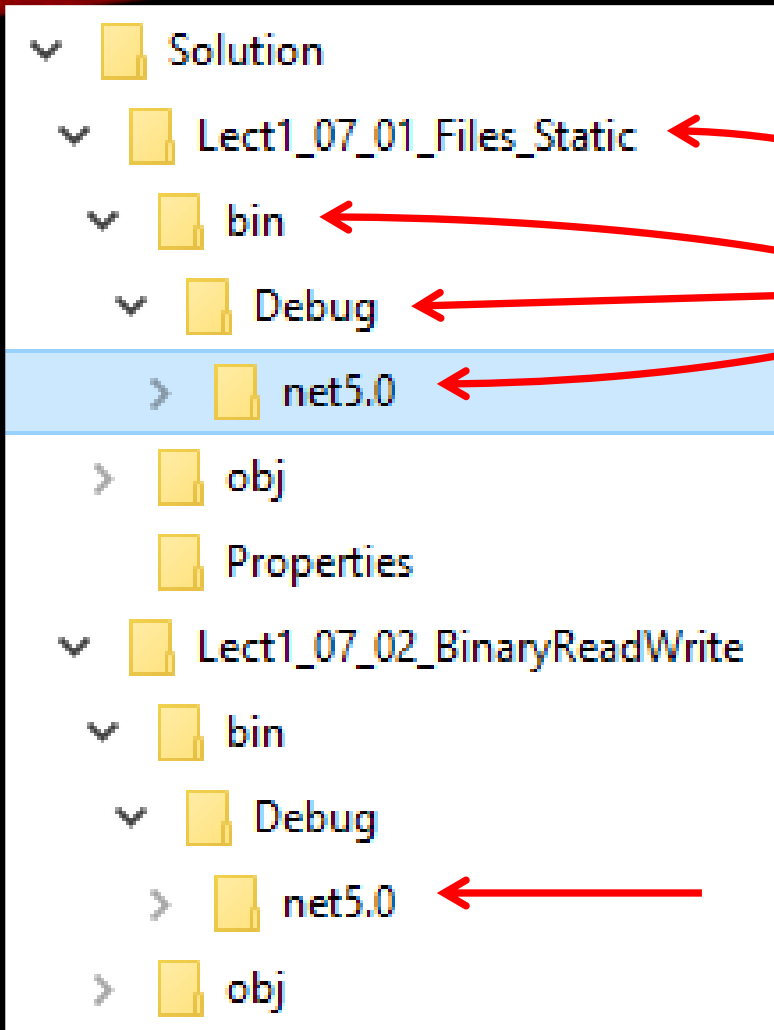 Solution
Lect1_07_01_Files_Static
bin
Debug
net5.0
obj
Properties
Lect1_07_02_BinaryReadWrite
bin
Debug
net5.0
obj